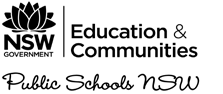 NSW
GOVERNMENT
Education &
Communities
Public Schools NSW